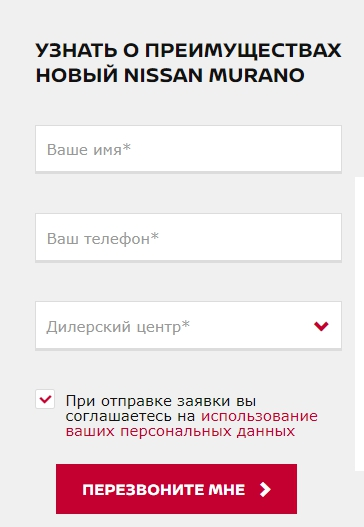 УЗНАТЬ О ПРЕИМУЩЕСТВАХ
НОВЫЙ NISSAN MURANO
Ваше имя*
Ваш телефон*
Дилерский центр*
При отправке заявки вы
соглашаетесь на использование
ваших персональных данных
ПЕРЕЗВОНИТЕ МНЕ